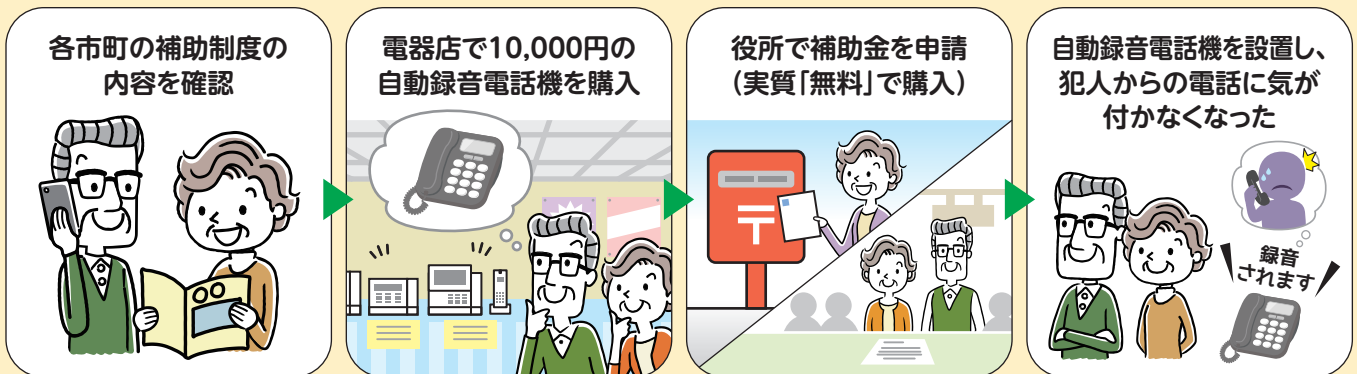 各市町の補助制度の
内容を確認
電器店で10,000円の
自動録音電話機を購入
役所で補助金を申請
（実質「無料」で購入）
自動録音電話機を設置し、
犯人からの電話に気が
付かなくなった
録音
されます